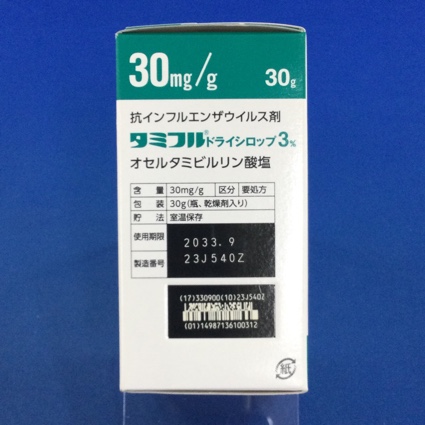 30mg/g 30g
抗インフルエンザウイルス剤
タミフル®ドライシロップ3%
オセルタミビルリン酸塩
含量 30mg/g 区分 要処方
包装 30g(瓶、乾燥剤入り)
貯法 室温保存
使用期限 2033.9
製造番号 23J540Z
(17)330900(10)23J540Z
(01)14987136100312
紙